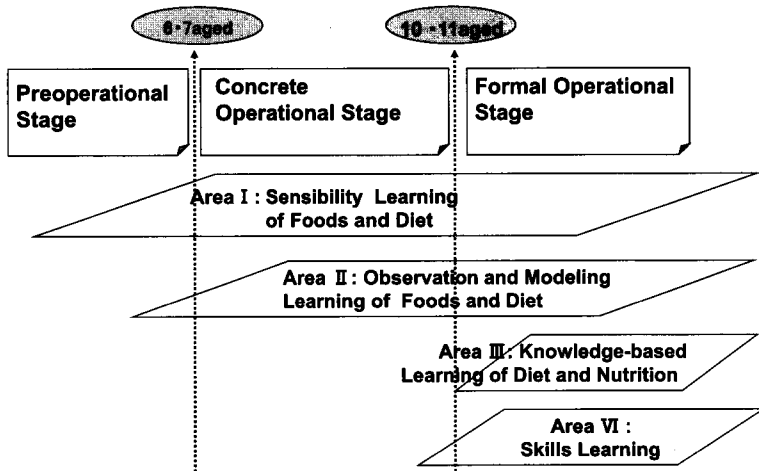 6・7aged
10・11aged
Preoperational
Stage
Concrete
Operational Stage
Formal Operational
Stage
Area Ⅰ : Sensibility Learning
of Foods and Diet
Area Ⅱ : Observation and Modeling
Learning of Foods and Diet
Area Ⅲ: Knowledge-based
Learning of Diet and Nutrition
Area Ⅵ :
Skills Learning